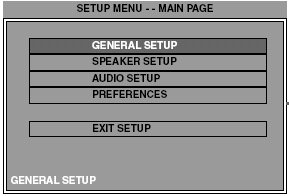 SETUP MENU - - MAIN PAGE
GENERAL SETUP
SPEAKER SETUP
AUDIO SETUP
PREFERENCES
EXIT SETUP
GENERAL SETUP